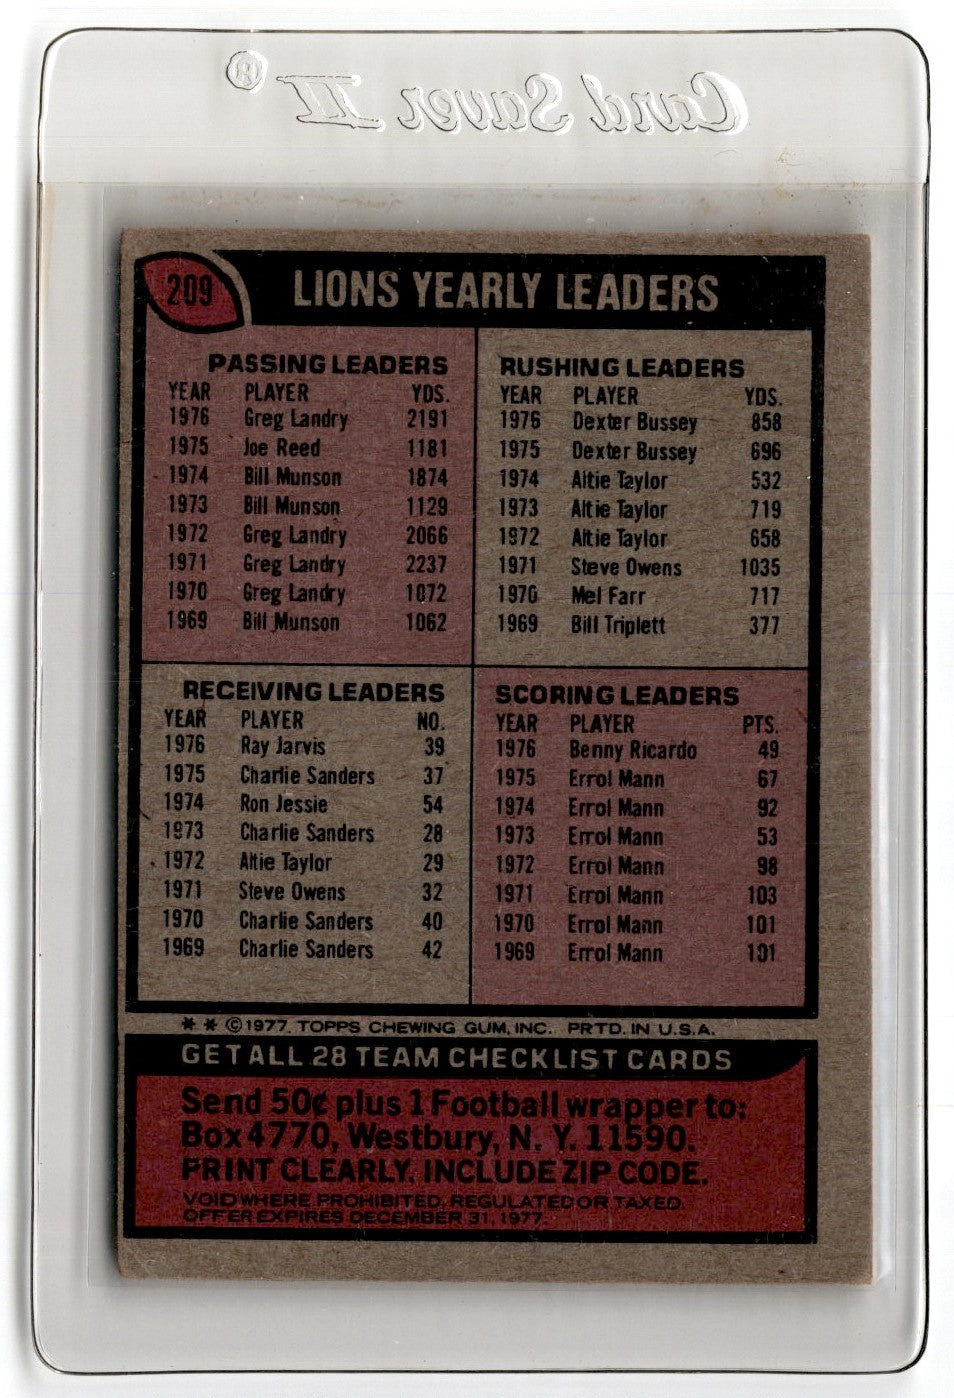 Card Saver III®
209
LIONS YEARLY LEADERS
PASSING LEADERS
YEAR PLAYER YDS.
1976 Greg Landry 2191
1975 Joe Reed 1181
1974 Bill Munson 1874
1973 Bill Munson 1129
1972 Greg Landry 2066
1971 Greg Landry 2237
1970 Greg Landry 1072
1969 Bill Munson 1062
RUSHING LEADERS
YEAR PLAYER YDS.
1976 Dexter Bussey 858
1975 Dexter Bussey 696
1974 Altie Taylor 532
1973 Altie Taylor 719
1972 Altie Taylor 658
1971 Steve Owens 1035
1970 Mel Farr 717
1969 Bill Triplett 377
RECEIVING LEADERS
YEAR PLAYER NO.
1976 Ray Jarvis 39
1975 Charlie Sanders 37
1974 Ron Jessie 54
1973 Charlie Sanders 28
1972 Altie Taylor 29
1971 Steve Owens 32
1970 Charlie Sanders 40
1969 Charlie Sanders 42
SCORING LEADERS
YEAR PLAYER PTS.
1976 Benny Ricardo 49
1975 Errol Mann 67
1974 Errol Mann 92
1973 Errol Mann 53
1972 Errol Mann 98
1971 Errol Mann 103
1970 Errol Mann 101
1969 Errol Mann 101
* * © 1977. TOPPS CHEWING GUM, INC. PRTD. IN U.S.A.
GET ALL 28 TEAM CHECKLIST CARDS
Send 50¢ plus 1 Football wrapper to:
Box 4770, Westbury, N. Y. 11590.
PRINT CLEARLY. INCLUDE ZIP CODE.
VOID WHERE PROHIBITED, REGULATED OR TAXED.
OFFER EXPIRES DECEMBER 31, 1977.